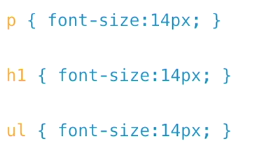 p { font-size:14px; }
h1 { font-size:14px; }
ul { font-size:14px; }